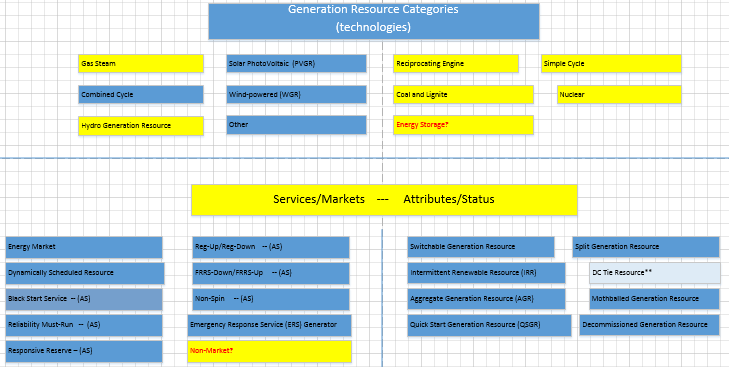 Generation Resource Categories
(technologies)
Gas Steam
Solar PhotoVoltaic (PVGR)
Reciprocating Engine
Simple Cycle
Combined Cycle
Wind-powered (WGR)
Coal and Lignite
Nuclear
Hydro Generation Resource
Other
Energy Storage?
Services/Markets --- Attributes/Status
Energy Market
Reg-Up/Reg-Down -- (AS)
Switchable Generation Resource
Split Generation Resource
Dynamically Scheduled Resource
FRRS-Down/FRRS-Up -- (AS)
Intermittent Renewable Resource (IRR)
DC Tie Resource**
Black Start Service -- (AS)
Non-Spin -- (AS)
Aggregate Generation Resource (AGR)
Mothballed Generation Resource
Reliability Must-Run -- (AS)
Emergency Response Service (ERS) Generator
Quick Start Generation Resource (QSGR)
Decommissioned Generation Resource
Responsive Reserve -- (AS)
Non-Market?